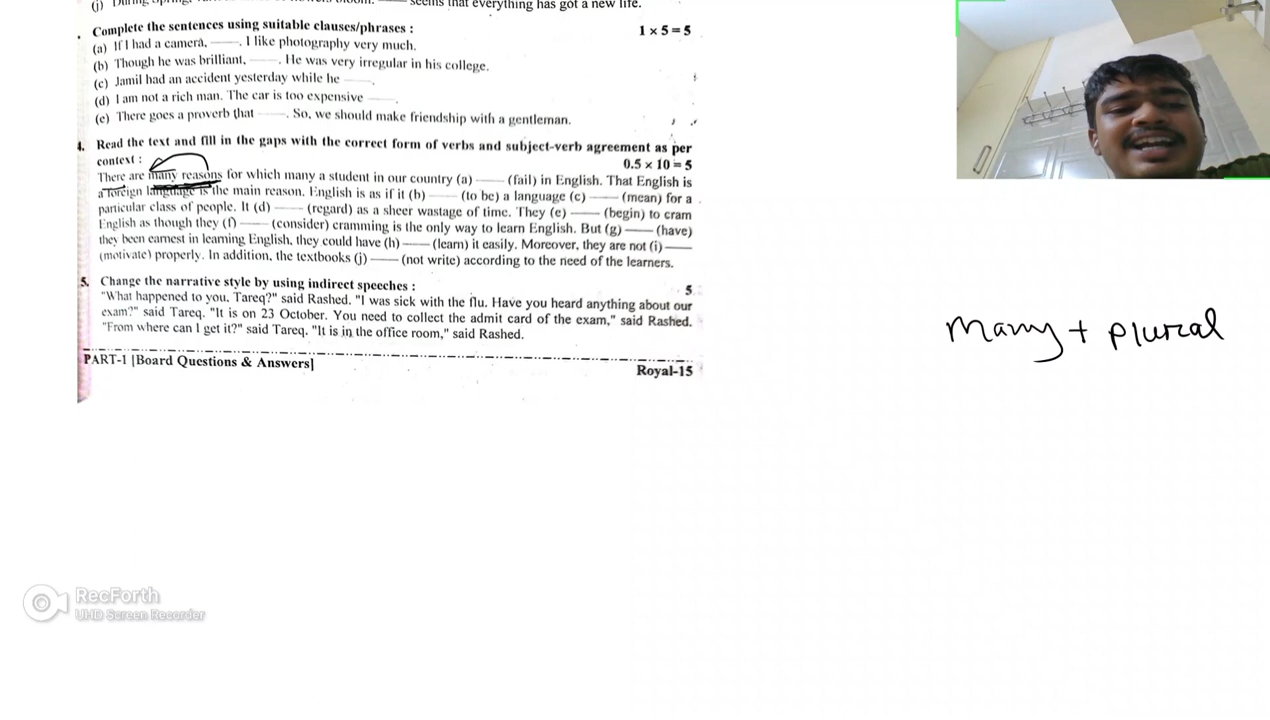 (j) seems that everything has got a new life.
Complete the sentences using suitable clauses/phrases : 1 × 5 = 5
(a) If I had a camera, ——. I like photography very much.
(b) Though he was brilliant, ——. He was very irregular in his college.
(c) Jamil had an accident yesterday while he ——.
(d) I am not a rich man. The car is too expensive ——.
(e) There goes a proverb that ——. So, we should make friendship with a gentleman.
4. Read the text and fill in the gaps with the correct form of verbs and subject-verb agreement as per
context : 0.5 × 10 = 5
There are many reasons for which many a student in our country (a) —— (fail) in English. That English is
a foreign language is the main reason. English is as if it (b) —— (to be) a language (c) —— (mean) for a
particular class of people. It (d) —— (regard) as a sheer wastage of time. They (e) —— (begin) to cram
English as though they (f) —— (consider) cramming is the only way to learn English. But (g) —— (have)
they been earnest in learning English, they could have (h) —— (learn) it easily. Moreover, they are not (i) ——
(motivate) properly. In addition, the textbooks (j) —— (not write) according to the need of the learners.
5. Change the narrative style by using indirect speeches : 5
"What happened to you, Tareq?" said Rashed. "I was sick with the flu. Have you heard anything about our
exam?" said Tareq. "It is on 23 October. You need to collect the admit card of the exam," said Rashed.
"From where can I get it?" said Tareq. "It is in the office room," said Rashed.
PART-1 [Board Questions & Answers] Royal-15
Many + plural
RecForth
UHD Screen Recorder